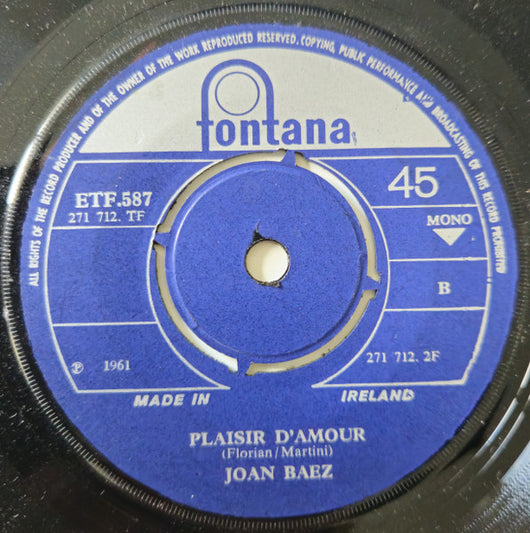 ALL RIGHTS OF THE RECORD PRODUCER AND OF THE OWNER OF THE WORK REPRODUCED RESERVED. COPYING, PUBLIC PERFORMANCE AND BROADCASTING OF THIS RECORD PROHIBITED
fontana
ETF.587
271 712. TF
45
MONO
B
℗ 1961
271 712. 2F
MADE IN IRELAND
PLAISIR D'AMOUR
(Florian/Martini)
JOAN BAEZ